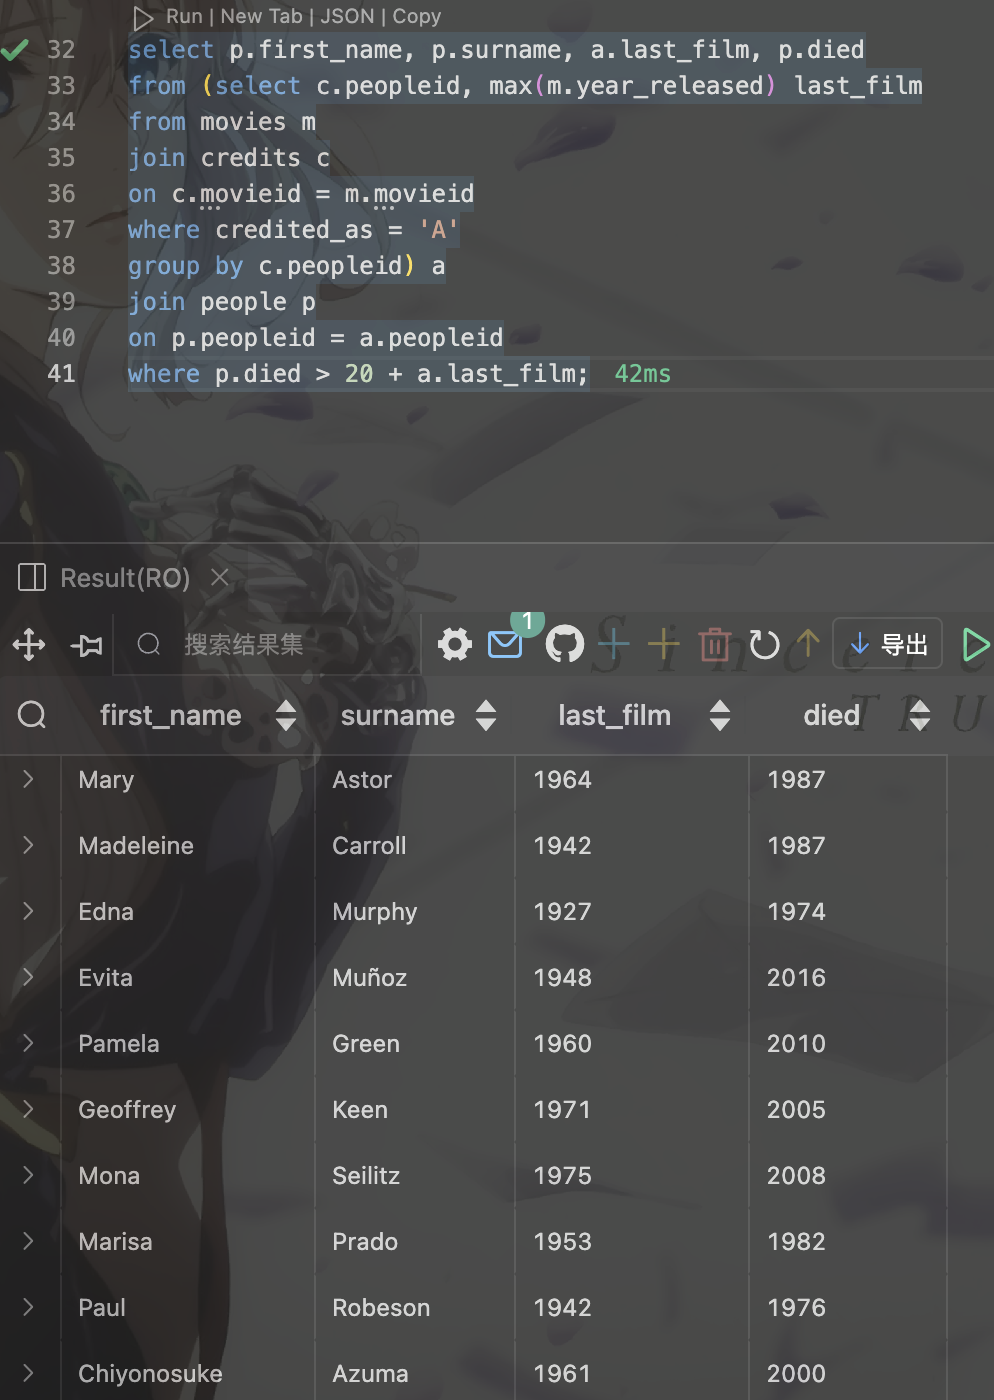 Run | New Tab | JSON | Copy
32 select p.first_name, p.surname, a.last_film, p.died
33 from (select c.peopleid, max(m.year_released) last_film
34 from movies m
35 join credits c
36 on c.movieid = m.movieid
37 where credited_as = 'A'
38 group by c.peopleid) a
39 join people p
40 on p.peopleid = a.peopleid
41 where p.died > 20 + a.last_film; 42ms
Result(RO)
搜索结果集 1 导出
Sincere
TRU
first_name surname last_film died
Mary Astor 1964 1987
Madeleine Carroll 1942 1987
Edna Murphy 1927 1974
Evita Muñoz 1948 2016
Pamela Green 1960 2010
Geoffrey Keen 1971 2005
Mona Seilitz 1975 2008
Marisa Prado 1953 1982
Paul Robeson 1942 1976
Chiyonosuke Azuma 1961 2000